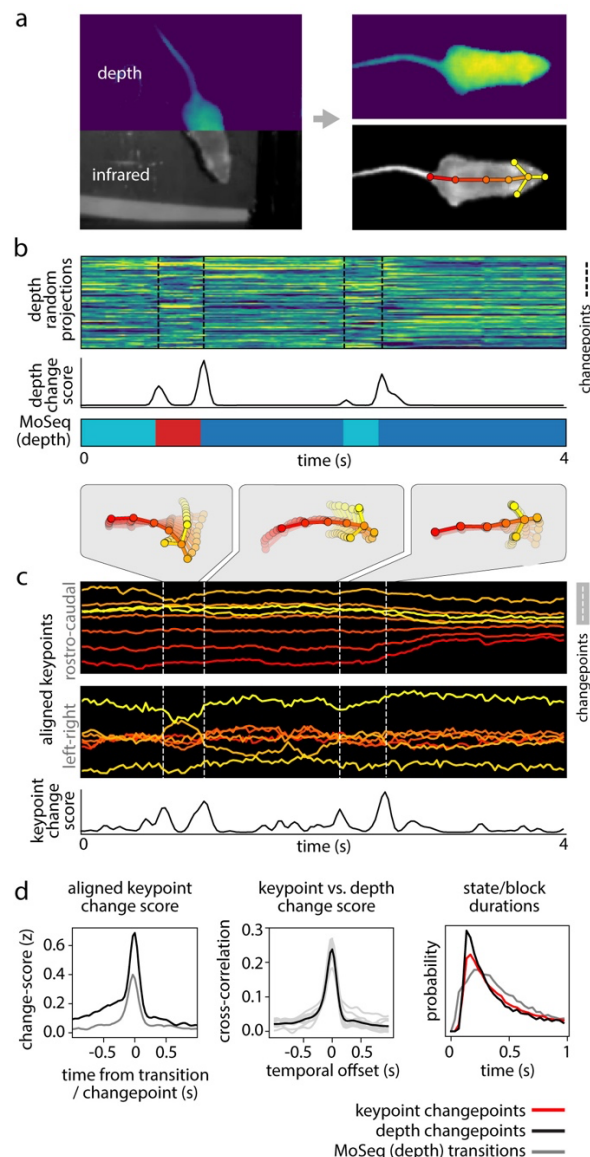 a
depth
infrared
b
depth
random
projections
changepoints
depth
change
score
MoSeq
(depth)
0
time (s)
4
c
aligned keypoints
rostro-caudal
left-right
changepoints
keypoint
change
score
0
time (s)
4
d
aligned keypoint
change score
change-score (z)
0.6
0.4
0.2
0.0
-0.5
0
0.5
time from transition
/ changepoint (s)
keypoint vs. depth
change score
cross-correlation
0.3
0.2
0.1
0.0
-0.5
0
0.5
temporal offset (s)
state/block
durations
probability
0
0.5
1
time (s)
keypoint changepoints
depth changepoints
MoSeq (depth) transitions